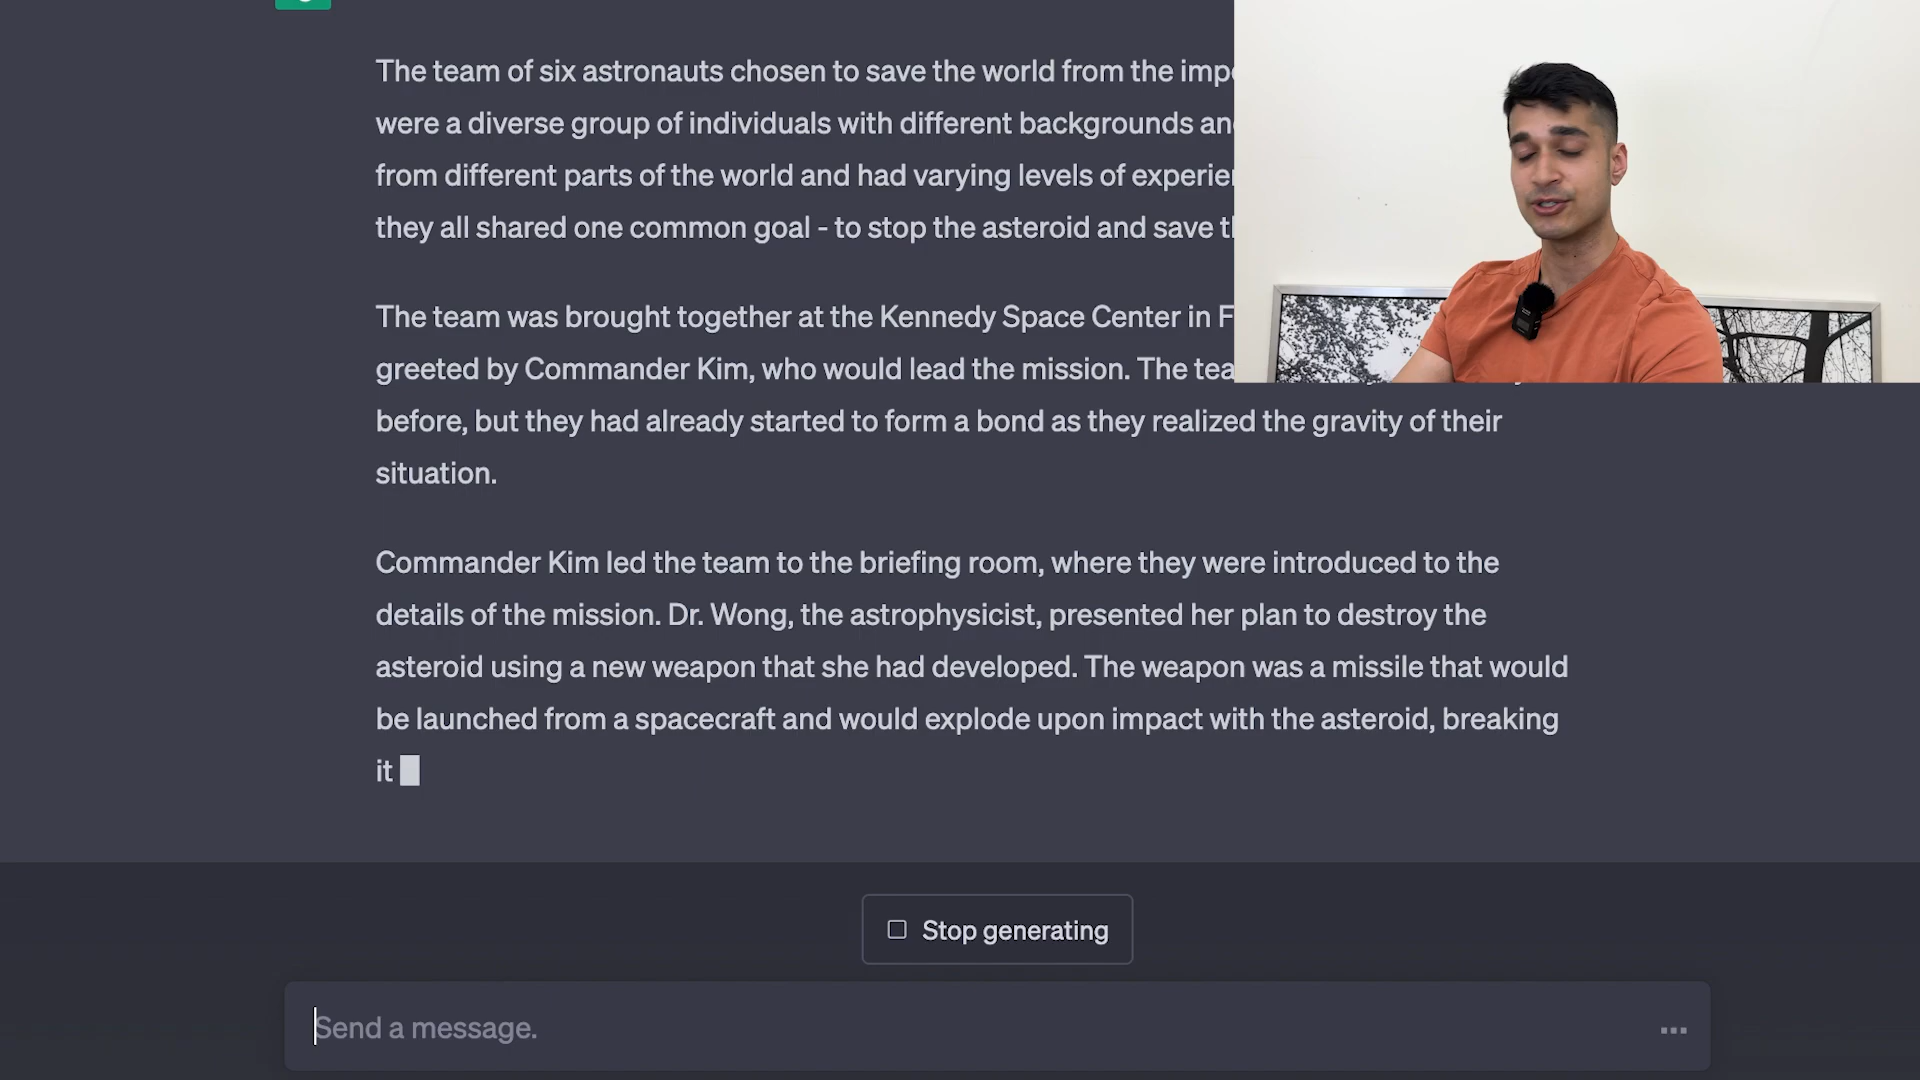 The team of six astronauts chosen to save the world from the
were a diverse group of individuals with different backgrounds
from different parts of the world and had varying levels of
they all shared one common goal - to stop the asteroid and save
The team was brought together at the Kennedy Space Center in
greeted by Commander Kim, who would lead the mission. The
before, but they had already started to form a bond as they realized the gravity of their
situation.
Commander Kim led the team to the briefing room, where they were introduced to the
details of the mission. Dr. Wong, the astrophysicist, presented her plan to destroy the
asteroid using a new weapon that she had developed. The weapon was a missile that would
be launched from a spacecraft and would explode upon impact with the asteroid, breaking
it
Stop generating
Send a message.